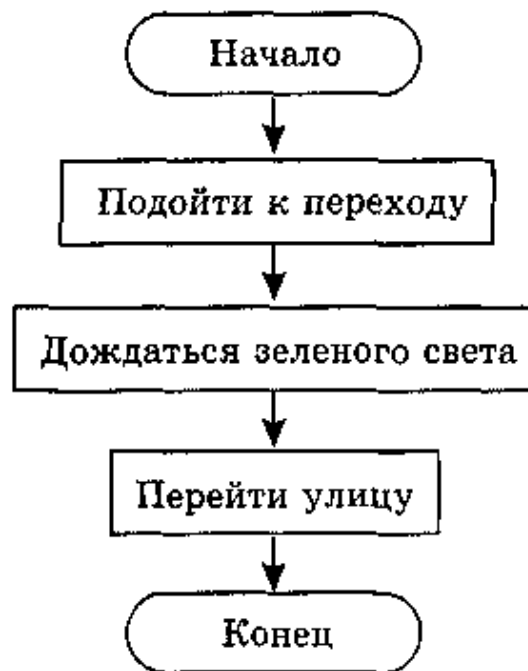 Начало
Подойти к переходу
Дождаться зеленого света
Перейти улицу
Конец